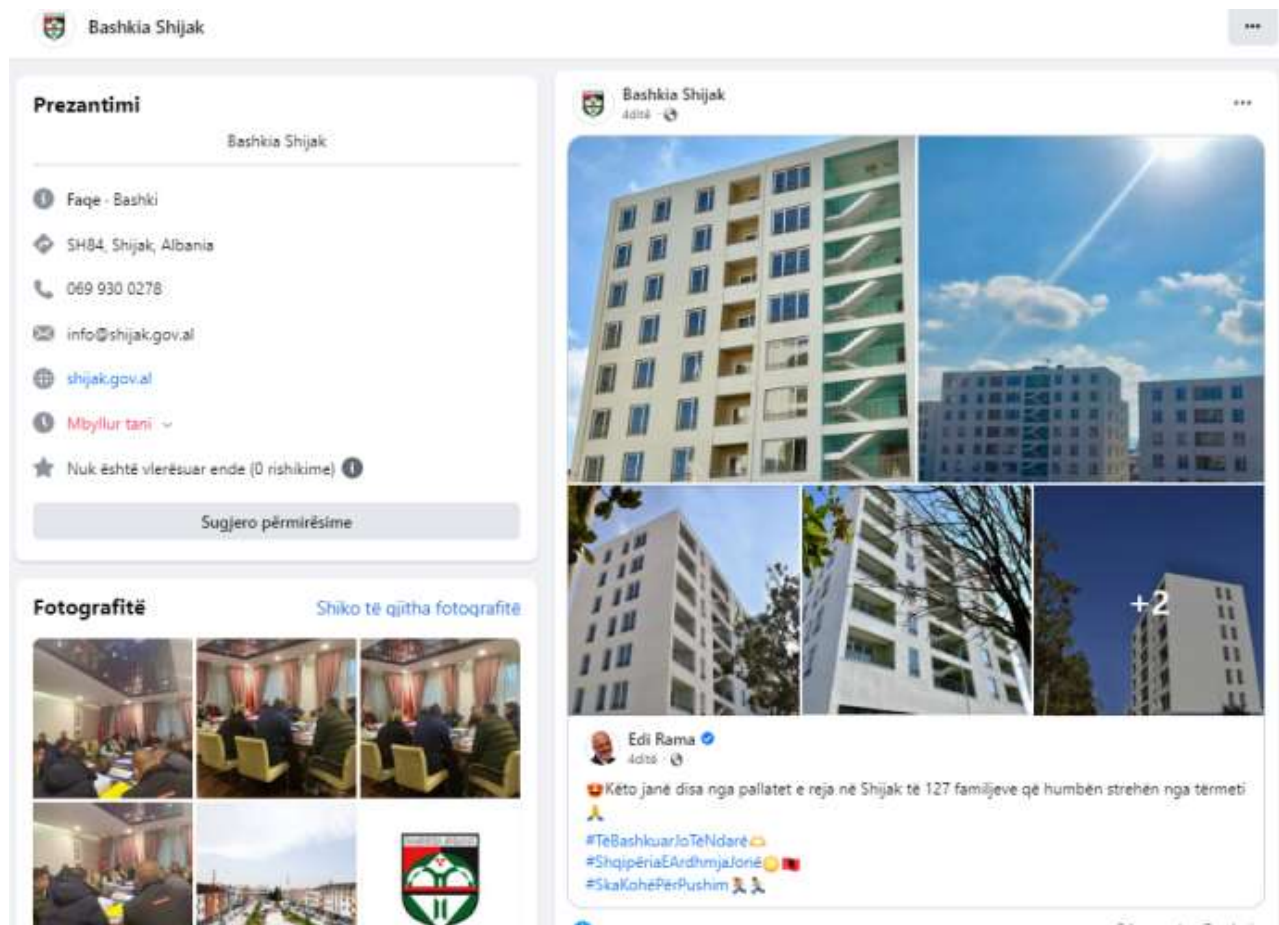 Bashkia Shijak
Prezantimi
Bashkia Shijak
Faqe · Bashki
SH84, Shijak, Albania
069 930 0278
info@shijak.gov.al
shijak.gov.al
Mbyllur tani
Nuk është vlerësuar ende (0 rishikime)
Sugjero përmirësime
Fotografitë
Shiko të gjitha fotografitë
Bashkia Shijak
4ditë
+2
Edi Rama
4ditë
Këto janë disa nga pallatet e reja në Shijak të 127 familjeve që humbën strehën nga tërmeti
#TëBashkuarJoTëNdarë
#ShqipëriaEArdhmjaJonë
#SkaKohëPërPushim